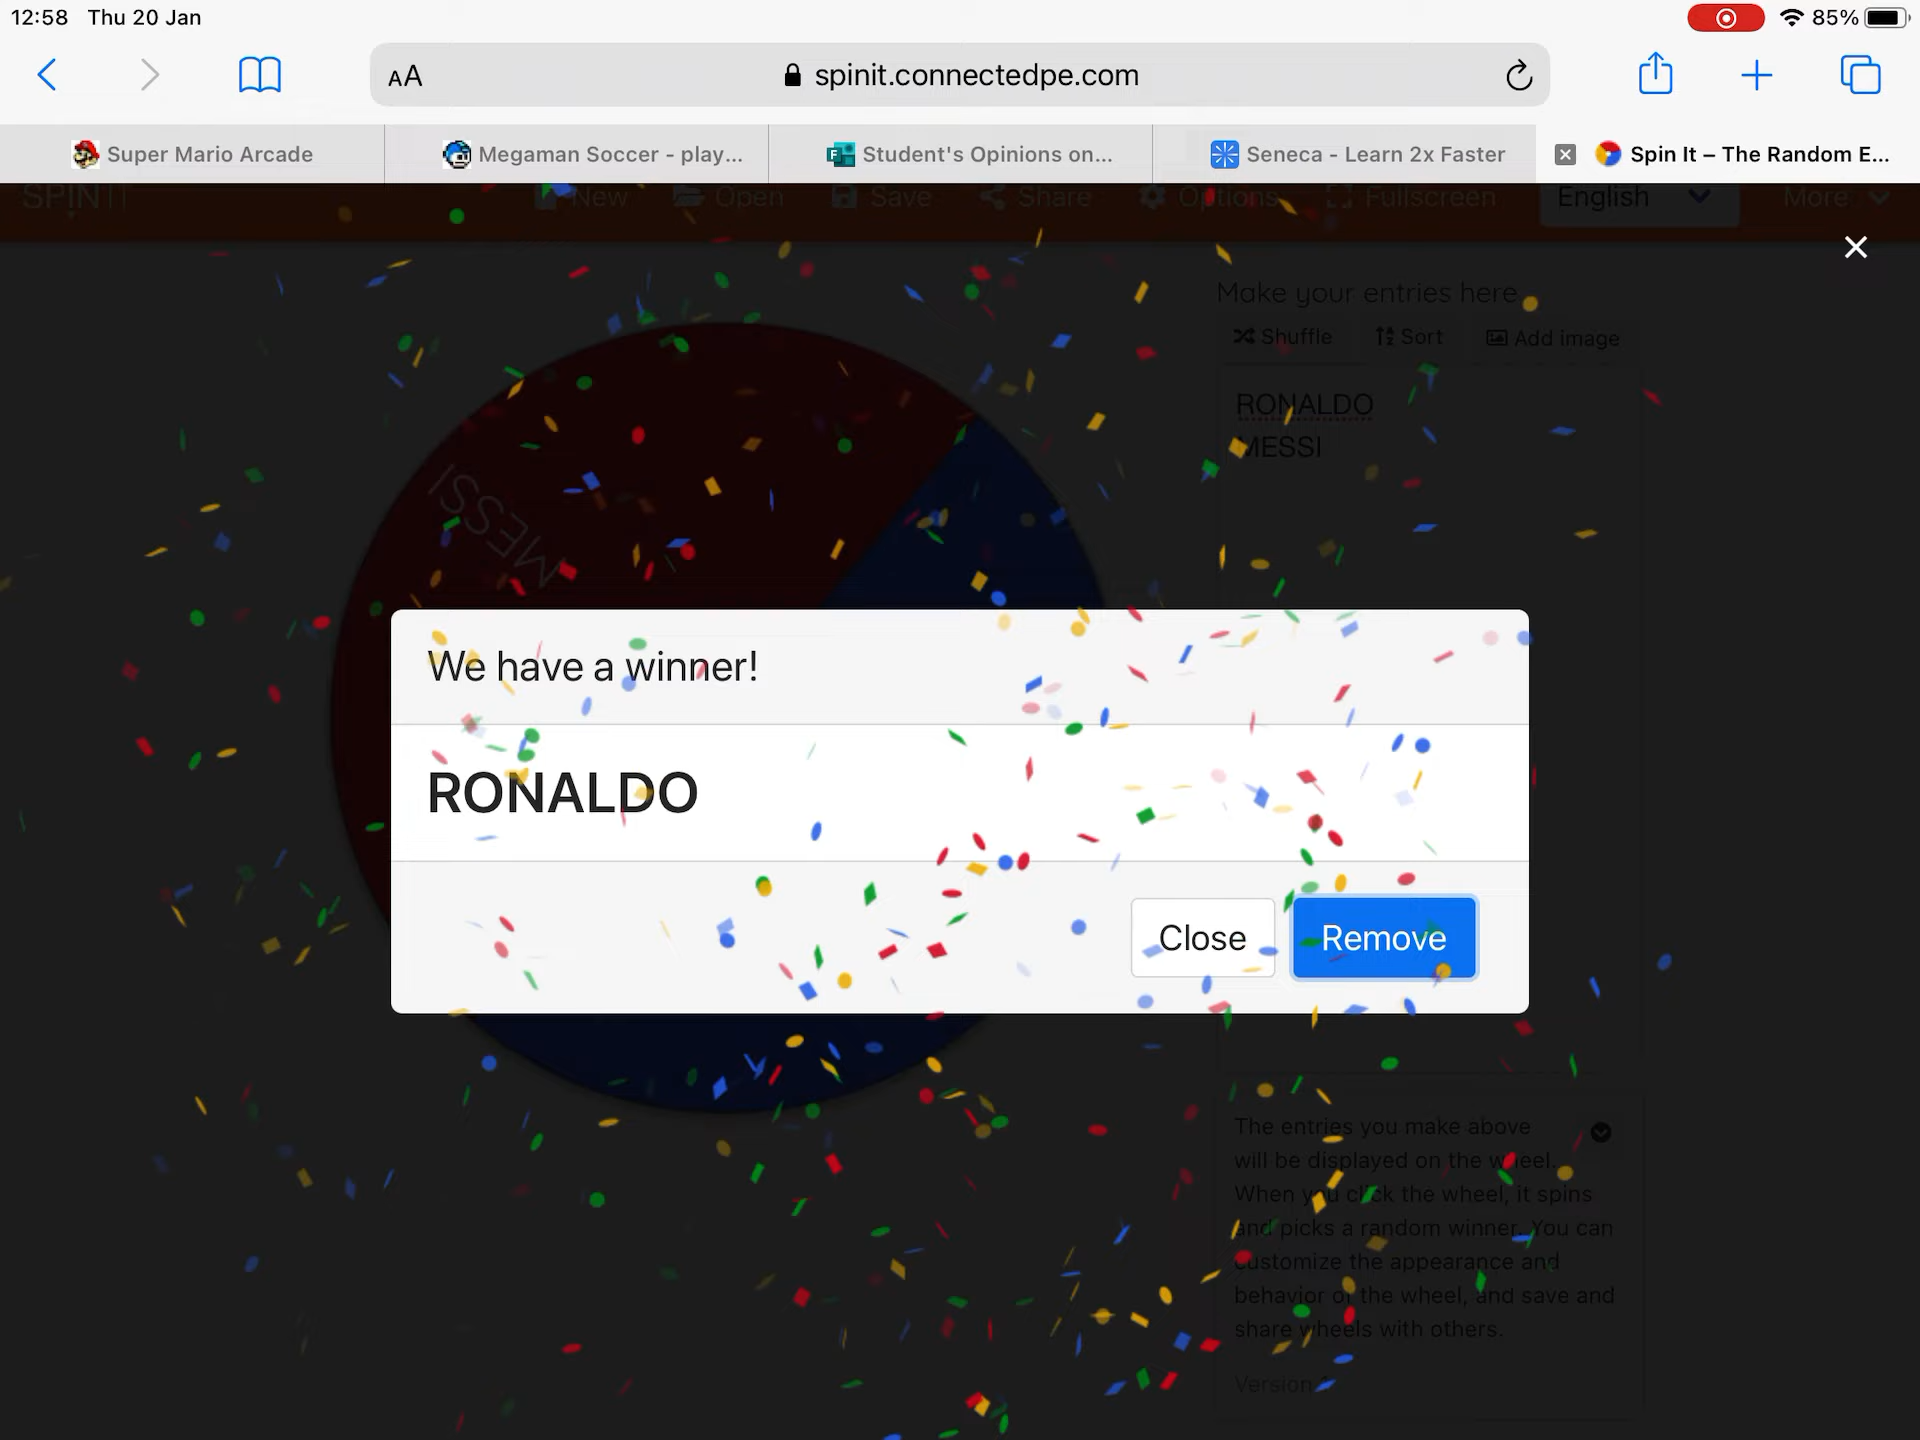 12:58 Thu 20 Jan 85%
AA spinit.connectedpe.com
Super Mario Arcade Megaman Soccer - play... Student's Opinions on... Seneca - Learn 2x Faster Spin It – The Random E...
SPIN IT New Open Save Share Options Fullscreen English More
Make your entries here
Shuffle Sort Add image
RONALDO
MESSI
MESSI
We have a winner!
RONALDO
Close Remove
The entries you make above
will be displayed on the wheel.
When you click the wheel, it spins
and picks a random winner. You can
customize the appearance and
behavior of the wheel, and save and
share wheels with others.
Version